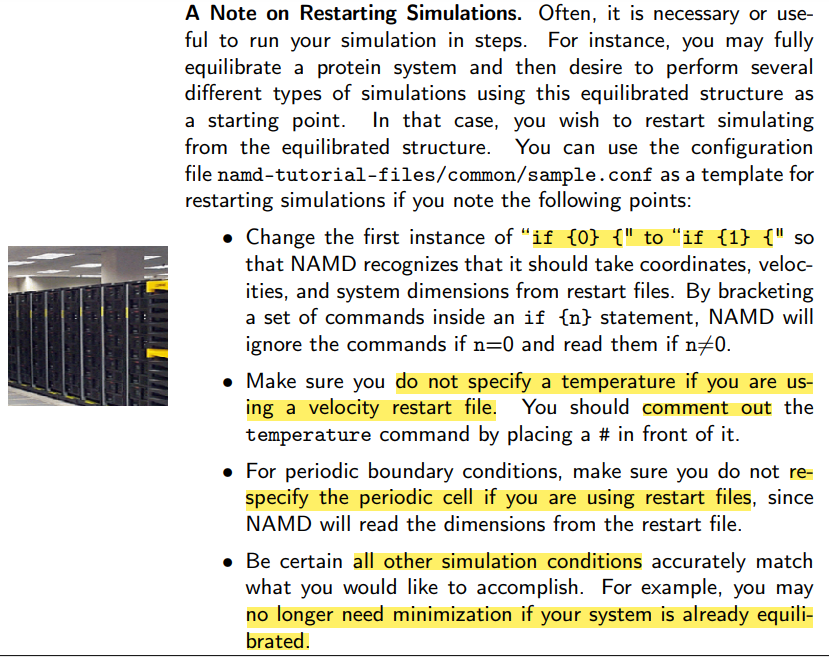 A Note on Restarting Simulations. Often, it is necessary or use-
ful to run your simulation in steps. For instance, you may fully
equilibrate a protein system and then desire to perform several
different types of simulations using this equilibrated structure as
a starting point. In that case, you wish to restart simulating
from the equilibrated structure. You can use the configuration
file namd-tutorial-files/common/sample.conf as a template for
restarting simulations if you note the following points:
• Change the first instance of “if {0} {" to “if {1} {" so
that NAMD recognizes that it should take coordinates, veloc-
ities, and system dimensions from restart files. By bracketing
a set of commands inside an if {n} statement, NAMD will
ignore the commands if n=0 and read them if n≠0.
• Make sure you do not specify a temperature if you are us-
ing a velocity restart file. You should comment out the
temperature command by placing a # in front of it.
• For periodic boundary conditions, make sure you do not re-
specify the periodic cell if you are using restart files, since
NAMD will read the dimensions from the restart file.
• Be certain all other simulation conditions accurately match
what you would like to accomplish. For example, you may
no longer need minimization if your system is already equili-
brated.